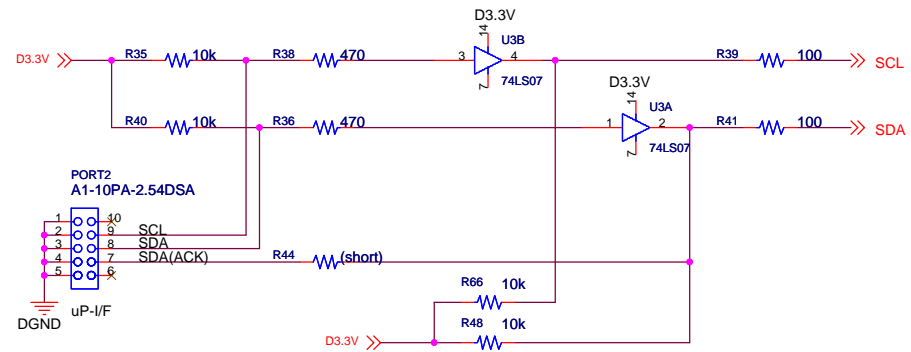 D3.3V
14
U3B
D3.3V R35 10k R38 470 3 4 R39 100 SCL
7 74LS07
D3.3V
14
U3A
R40 10k R36 470 1 2 R41 100 SDA
7 74LS07
PORT2
A1-10PA-2.54DSA
1 10
2 9 SCL
3 8 SDA
4 7 SDA(ACK) R44 (short)
5 6
R66 10k
DGND uP-I/F
R48 10k
D3.3V